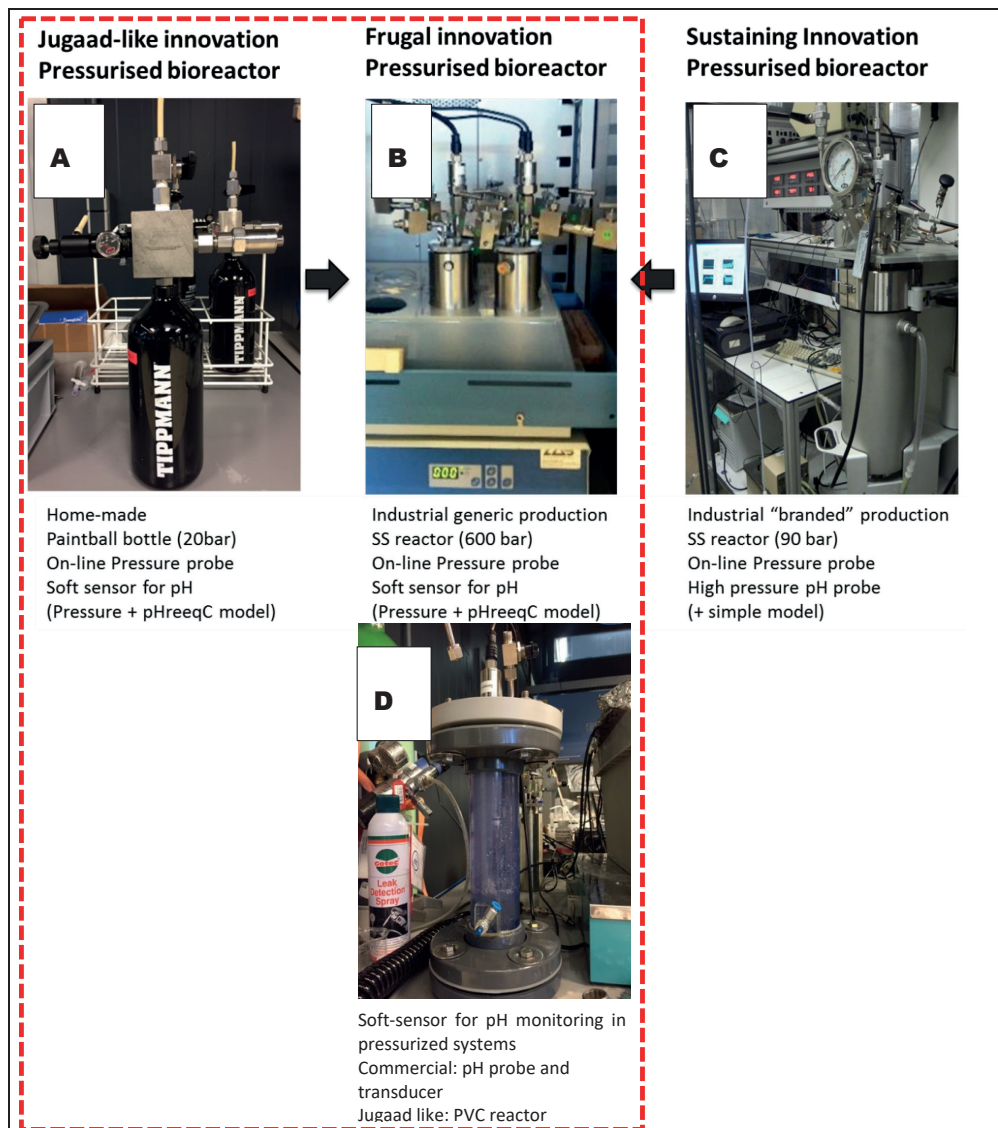 Jugaad-like innovation
Pressurised bioreactor
Frugal innovation
Pressurised bioreactor
Sustaining Innovation
Pressurised bioreactor
A
B
C
TIPPMANN
TIPPMANN
000
Home-made
Paintball bottle (20bar)
On-line Pressure probe
Soft sensor for pH
(Pressure + pHreeqC model)
Industrial generic production
SS reactor (600 bar)
On-line Pressure probe
Soft sensor for pH
(Pressure + pHreeqC model)
Industrial “branded” production
SS reactor (90 bar)
On-line Pressure probe
High pressure pH probe
(+ simple model)
D
Leak
Detection
Spray
Soft-sensor for pH monitoring in
pressurized systems
Commercial: pH probe and
transducer
Jugaad like: PVC reactor